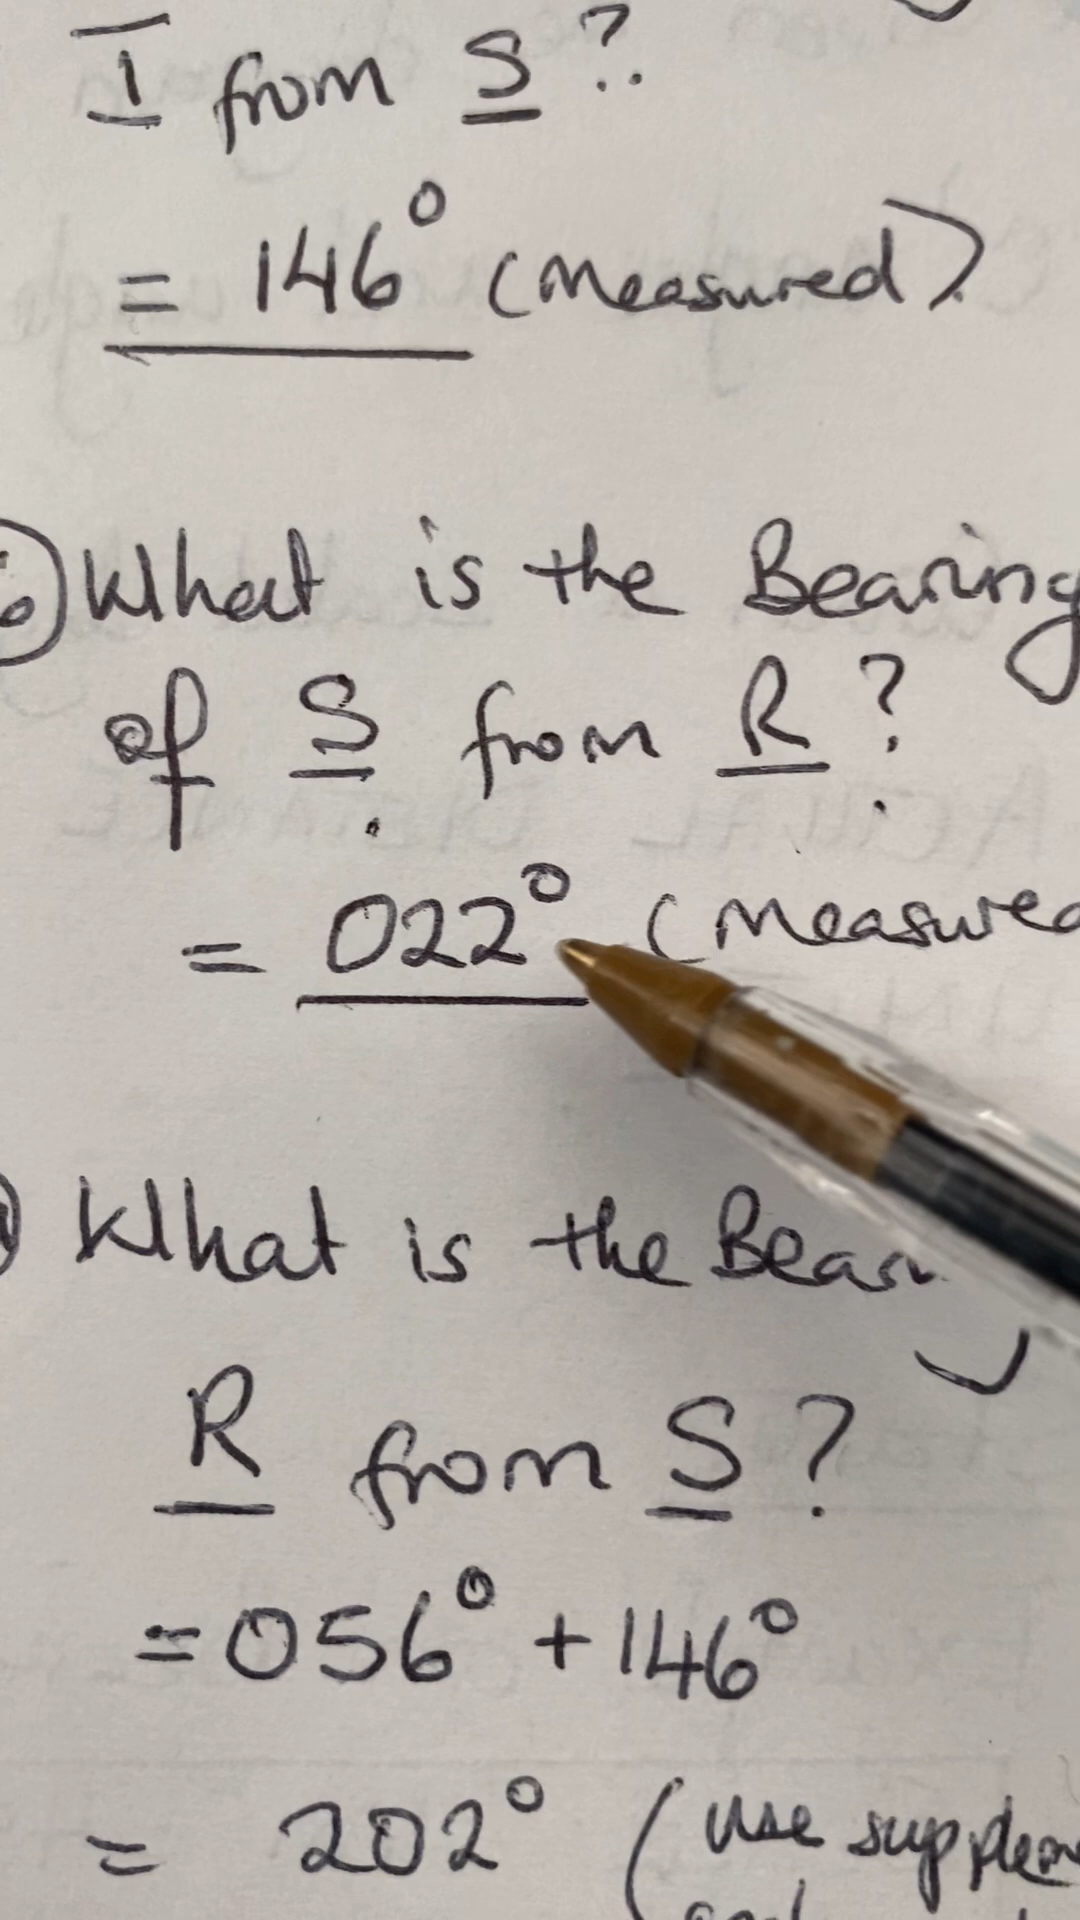 T from S?
= 146° (Measured)
What is the Bearing
of S from R?
= 022° (Measured
What is the Bear
R from S?
= 056° + 146°
= 202° (use supplem